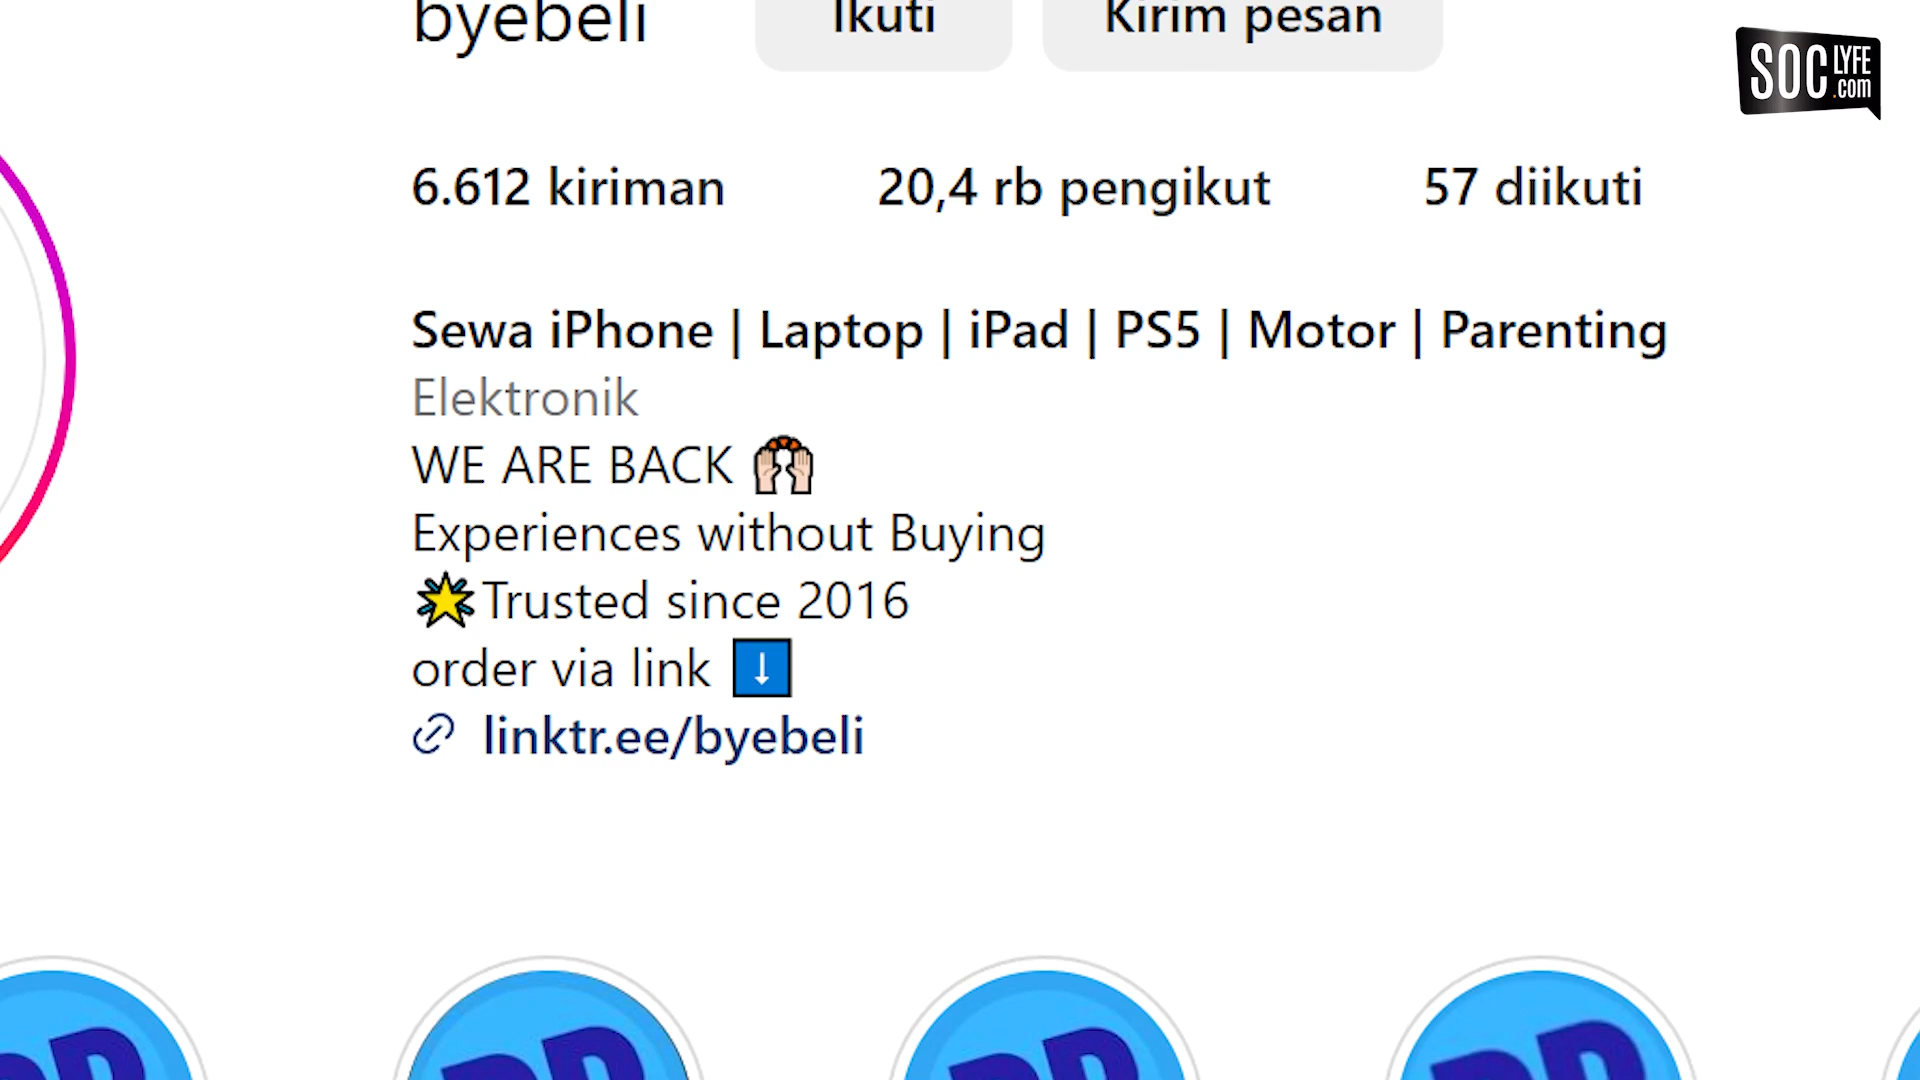 byebeli
Ikuti
Kirim pesan
SOC LYFE .com
6.612 kiriman
20,4 rb pengikut
57 diikuti
Sewa iPhone | Laptop | iPad | PS5 | Motor | Parenting
Elektronik
WE ARE BACK 🙌🏻
Experiences without Buying
🌟Trusted since 2016
order via link ⬇️
linktr.ee/byebeli